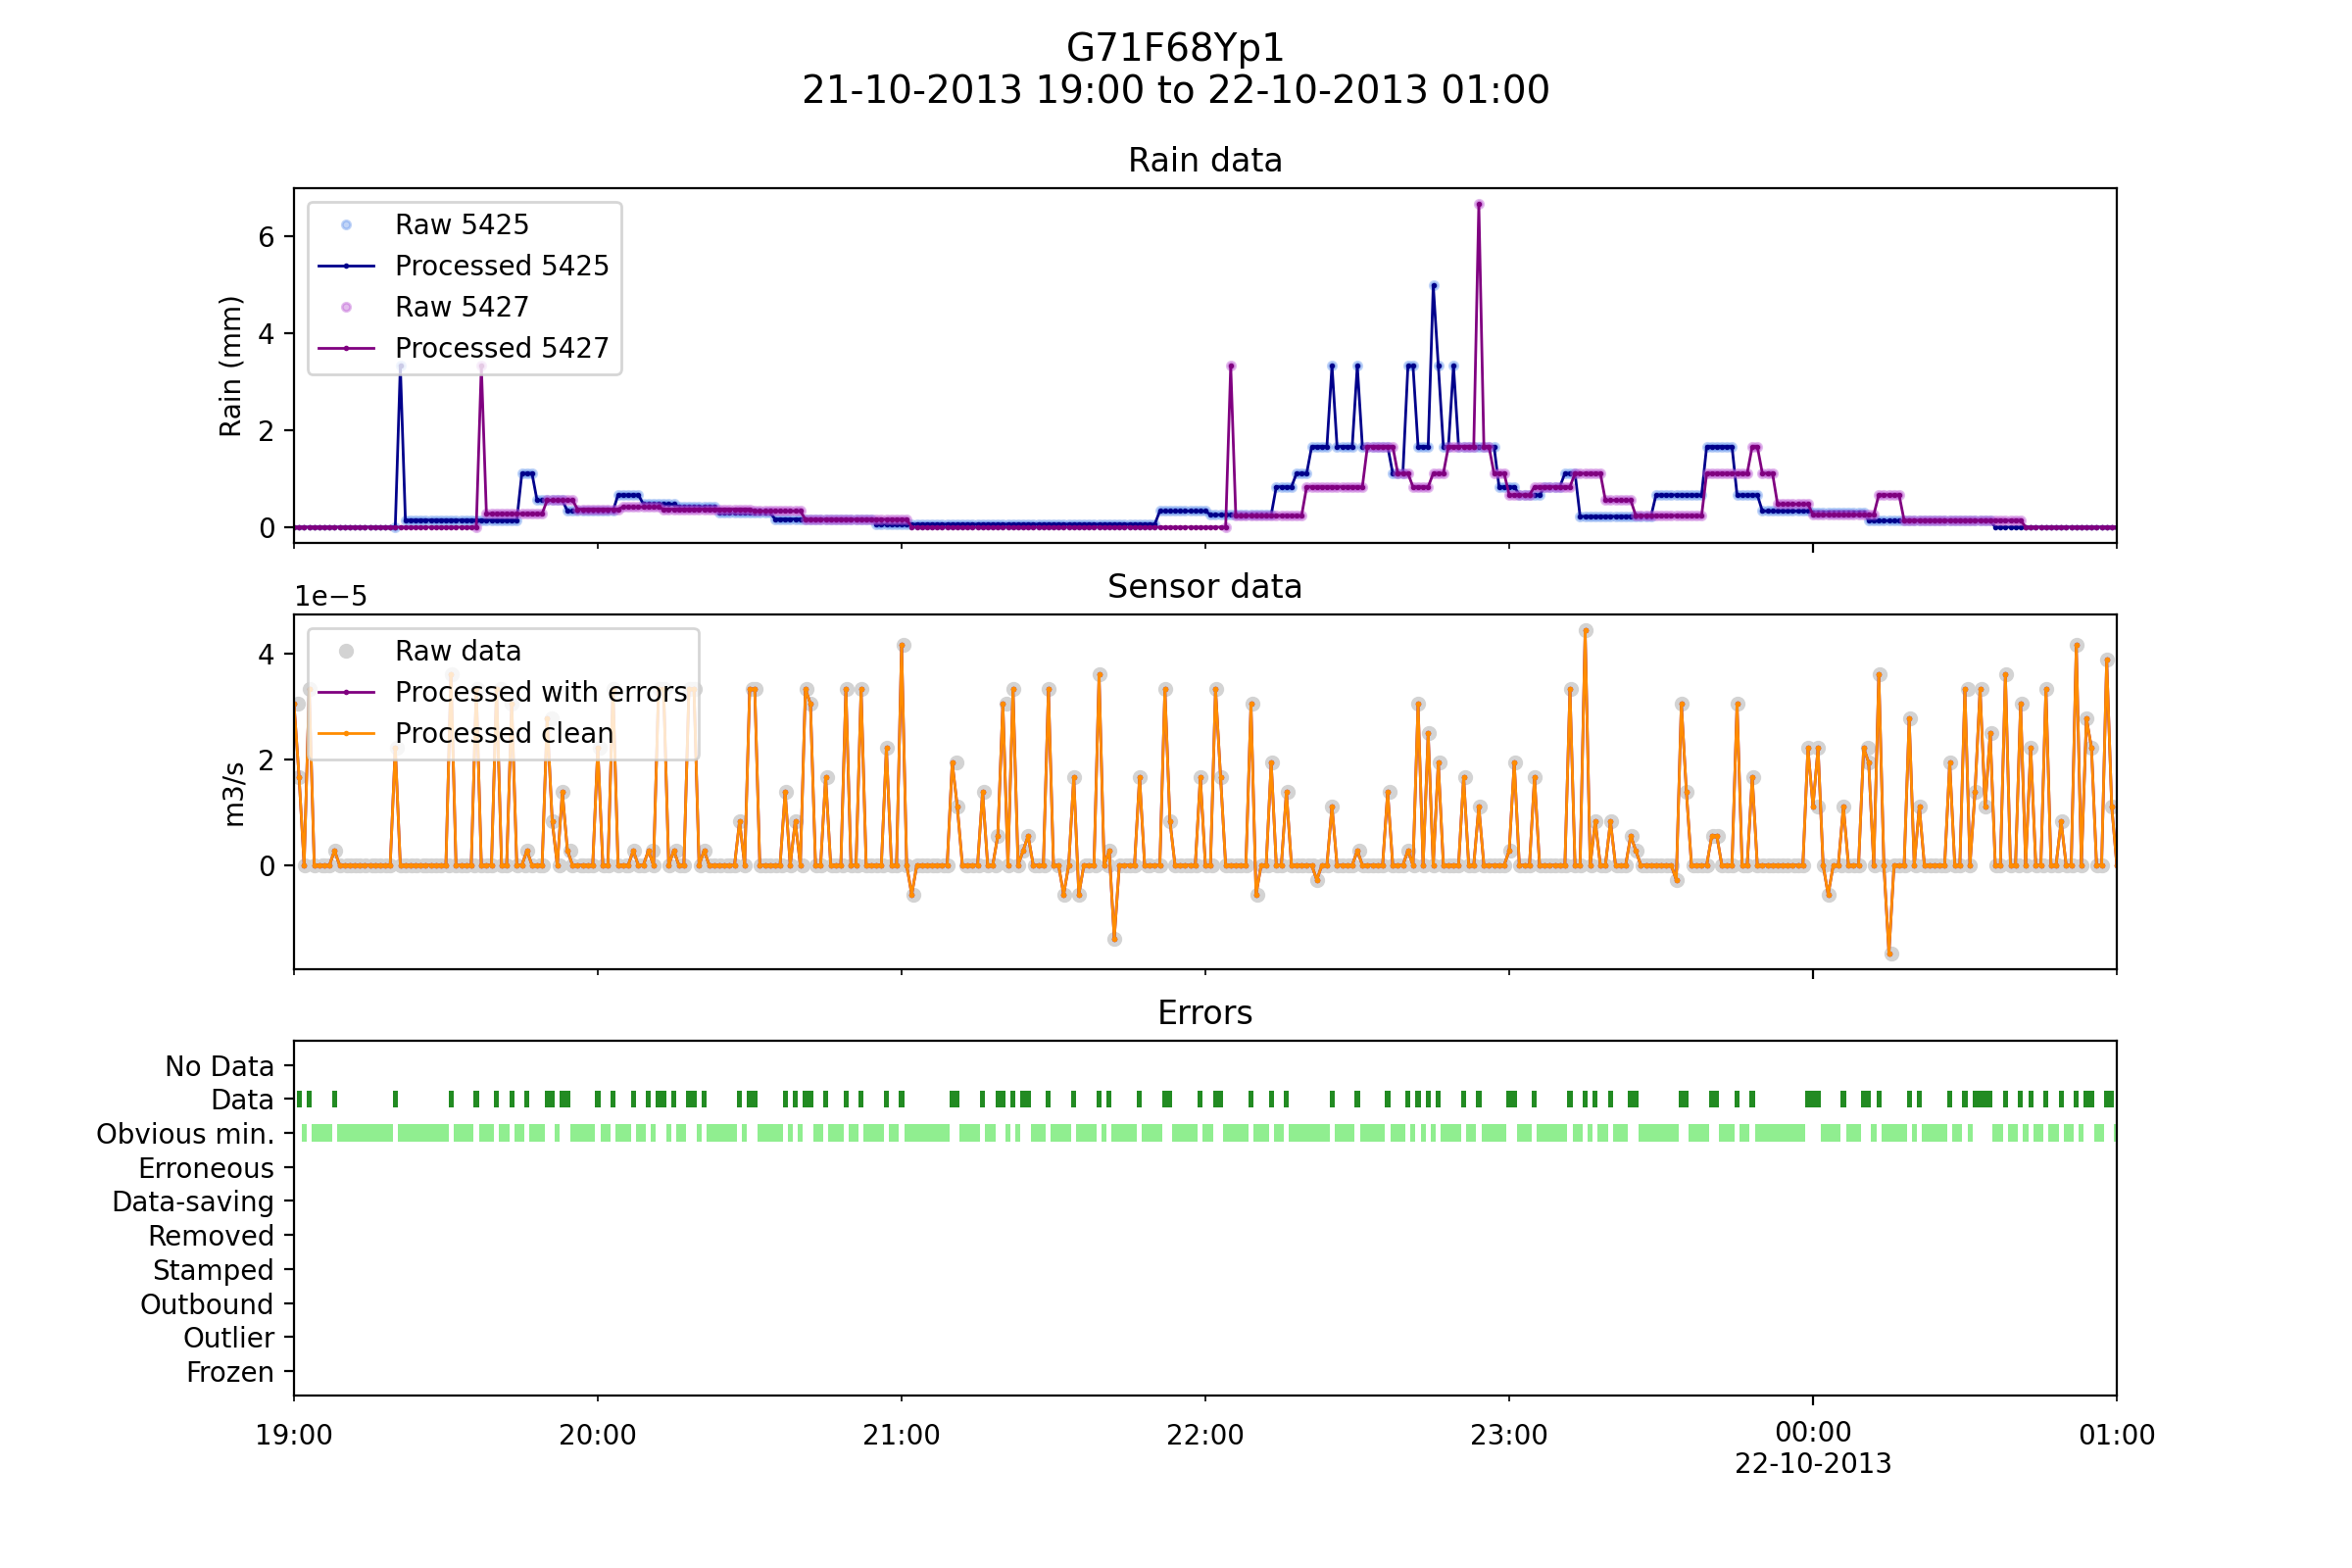 G71F68Yp1
21-10-2013 19:00 to 22-10-2013 01:00
Rain data
Rain (mm)
6
4
2
0
Raw 5425
Processed 5425
Raw 5427
Processed 5427
Sensor data
1e−5
m3/s
4
2
0
Raw data
Processed with errors
Processed clean
Errors
No Data
Data
Obvious min.
Erroneous
Data-saving
Removed
Stamped
Outbound
Outlier
Frozen
19:00 20:00 21:00 22:00 23:00 00:00 01:00
22-10-2013